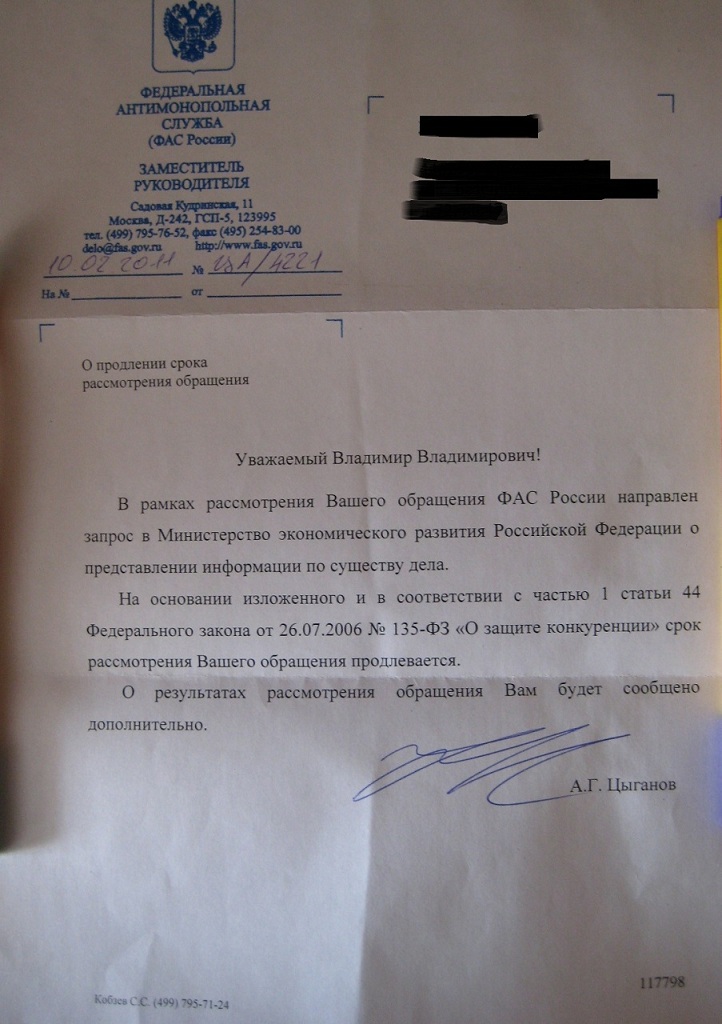 ФЕДЕРАЛЬНАЯ
АНТИМОНОПОЛЬНАЯ
СЛУЖБА
(ФАС России)
ЗАМЕСТИТЕЛЬ
РУКОВОДИТЕЛЯ
Садовая Кудринская, 11
Москва, Д-242, ГСП-5, 123995
тел. (499) 795-76-52, факс (495) 254-83-00
delo@fas.gov.ru http://www.fas.gov.ru
10.02.2011 № ЦА/4221
На № от
О продлении срока
рассмотрения обращения
Уважаемый Владимир Владимирович!
В рамках рассмотрения Вашего обращения ФАС России направлен
запрос в Министерство экономического развития Российской Федерации о
представлении информации по существу дела.
На основании изложенного и в соответствии с частью 1 статьи 44
Федерального закона от 26.07.2006 № 135-ФЗ «О защите конкуренции» срок
рассмотрения Вашего обращения продлевается.
О результатах рассмотрения обращения Вам будет сообщено
дополнительно.
А.Г. Цыганов
117798
Кобзев С.С. (499) 795-71-24